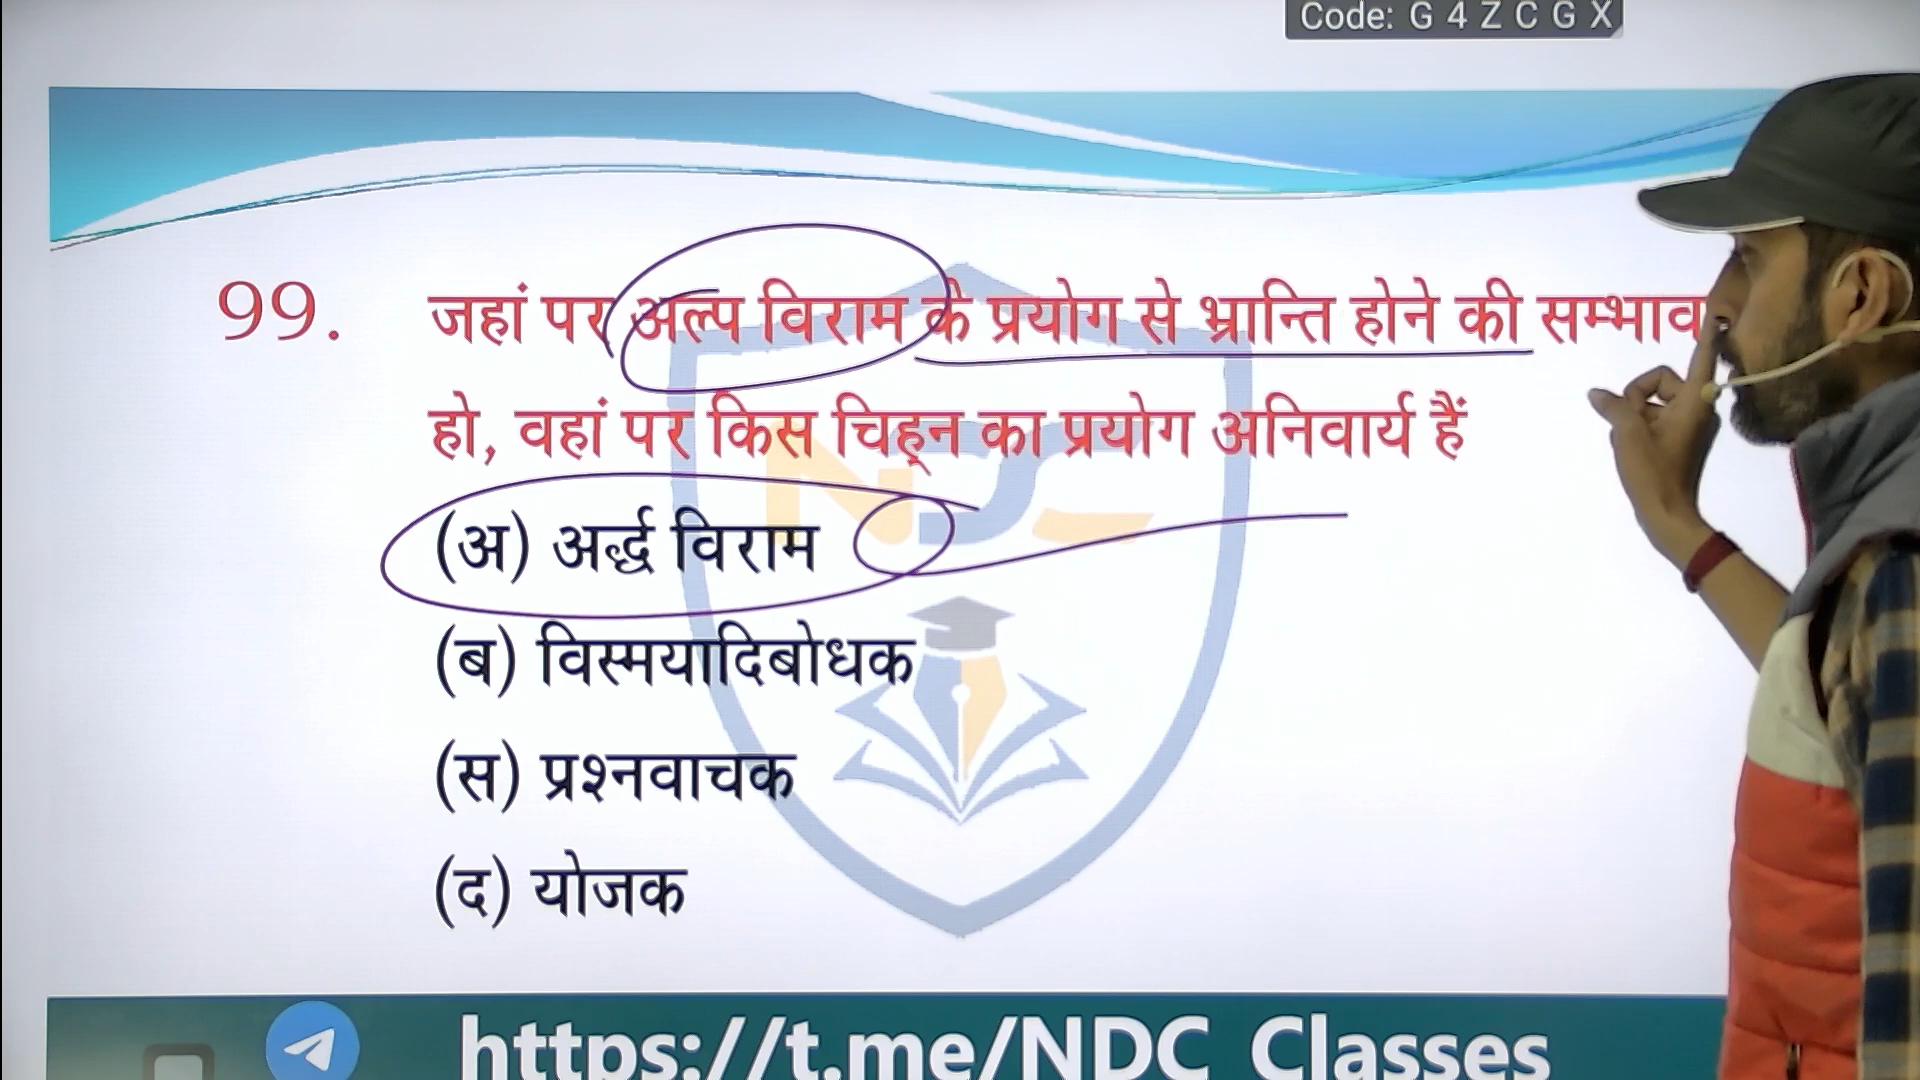 Code: G 4 Z C G X
99. जहां पर अल्प विराम के प्रयोग से भ्रान्ति होने की
हो, वहां पर किस चिह्न का प्रयोग अनिवार्य हैं
(अ) अर्द्ध विराम
(ब) विस्मयादिबोधक
(स) प्रश्नवाचक
(द) योजक
https://t.me/NDC_Classes